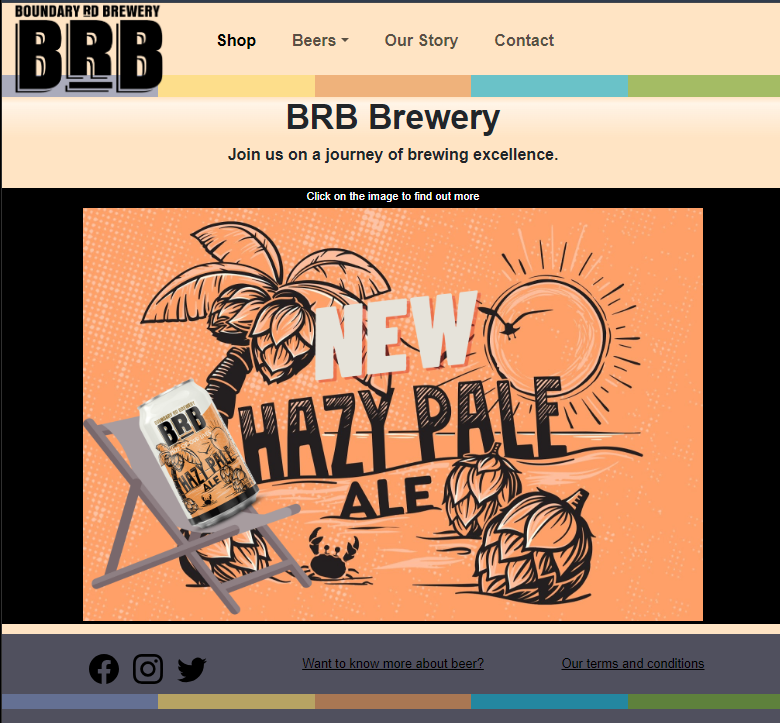 BOUNDARY RD BREWERY
BRB
Shop
Beers
Our Story
Contact
BRB Brewery
Join us on a journey of brewing excellence.
Click on the image to find out more
NEW
HAZY PALE
ALE
BOUNDARY RD BREWERY
BRB
HAZY PALE
ALE
Want to know more about beer?
Our terms and conditions